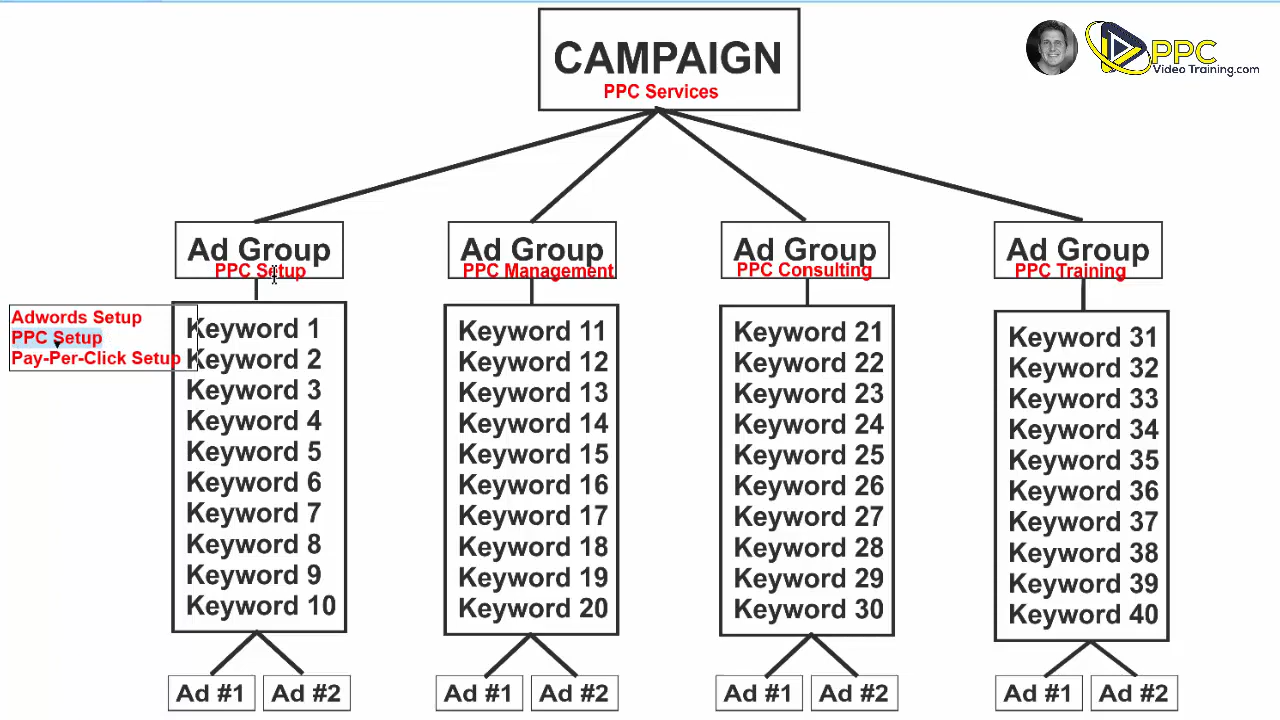 CAMPAIGN
PPC Services
PPC
Video Training.com
Ad Group
PPC Setup
Ad Group
PPC Management
Ad Group
PPC Consulting
Ad Group
PPC Training
Adwords Setup
PPC Setup
Pay-Per-Click Setup
Keyword 1
Keyword 2
Keyword 3
Keyword 4
Keyword 5
Keyword 6
Keyword 7
Keyword 8
Keyword 9
Keyword 10
Keyword 11
Keyword 12
Keyword 13
Keyword 14
Keyword 15
Keyword 16
Keyword 17
Keyword 18
Keyword 19
Keyword 20
Keyword 21
Keyword 22
Keyword 23
Keyword 24
Keyword 25
Keyword 26
Keyword 27
Keyword 28
Keyword 29
Keyword 30
Keyword 31
Keyword 32
Keyword 33
Keyword 34
Keyword 35
Keyword 36
Keyword 37
Keyword 38
Keyword 39
Keyword 40
Ad #1
Ad #2
Ad #1
Ad #2
Ad #1
Ad #2
Ad #1
Ad #2